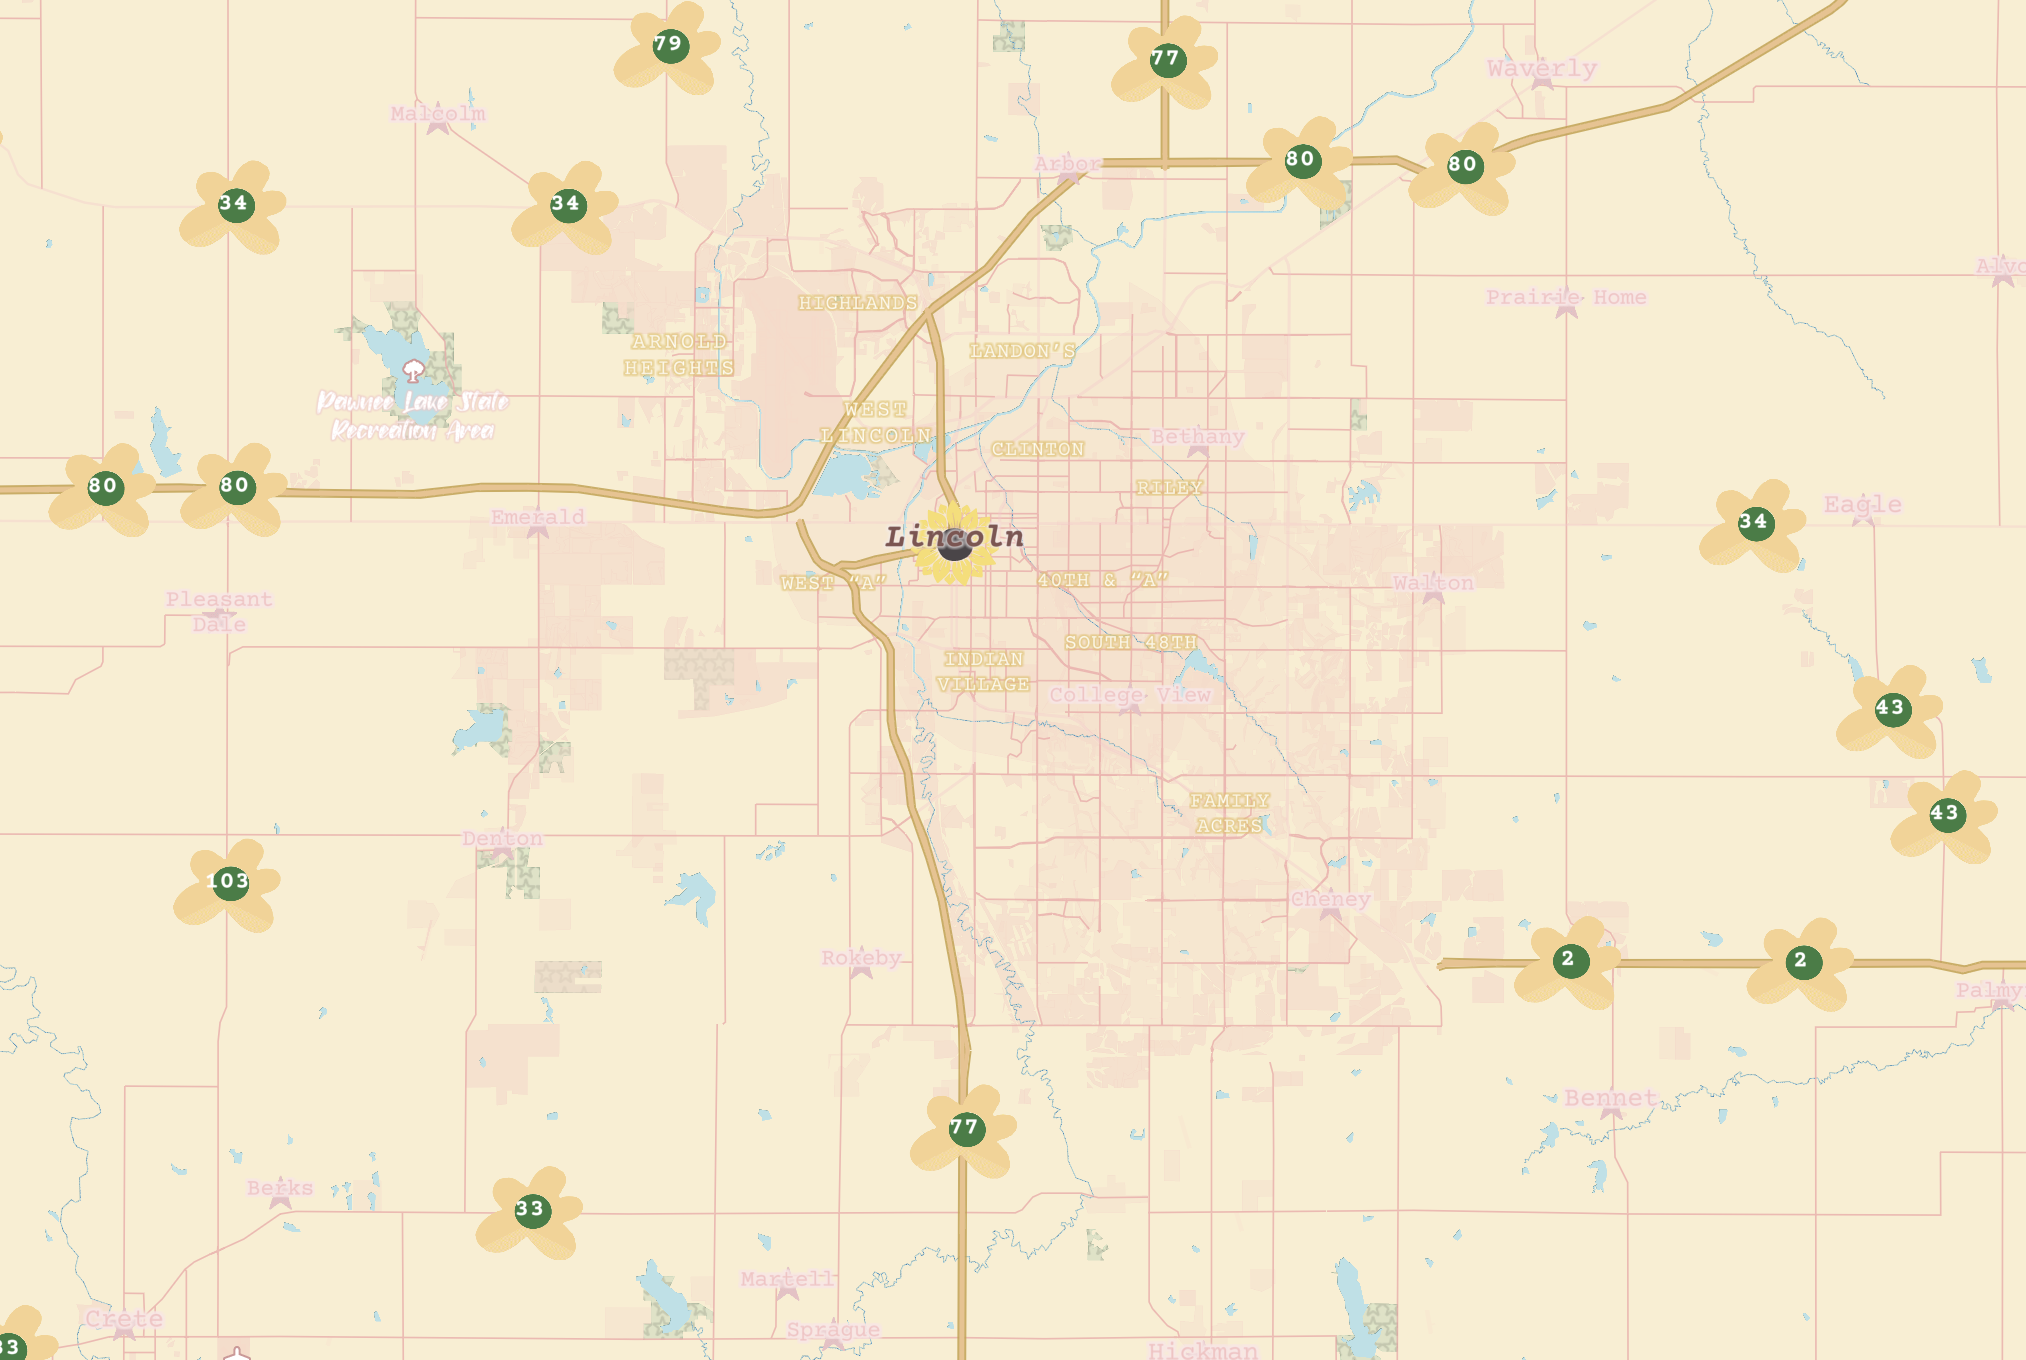 79
77
Waverly
Malcolm
Arbor
80
80
34
34
Alvo
Prairie Home
HIGHLANDS
ARNOLD
HEIGHTS
LANDON'S
Pawnee Lake State
Recreation Area
WEST
LINCOLN
Bethany
CLINTON
80
80
RILEY
Eagle
Emerald
34
Lincoln
WEST "A"
40TH & "A"
Walton
Pleasant
Dale
SOUTH 48TH
INDIAN
VILLAGE
College View
43
FAMILY
ACRES
43
Denton
103
Cheney
Rokeby
2
2
Palmy
Bennet
77
Berks
33
Martell
Crete
Sprague
33
Hickman